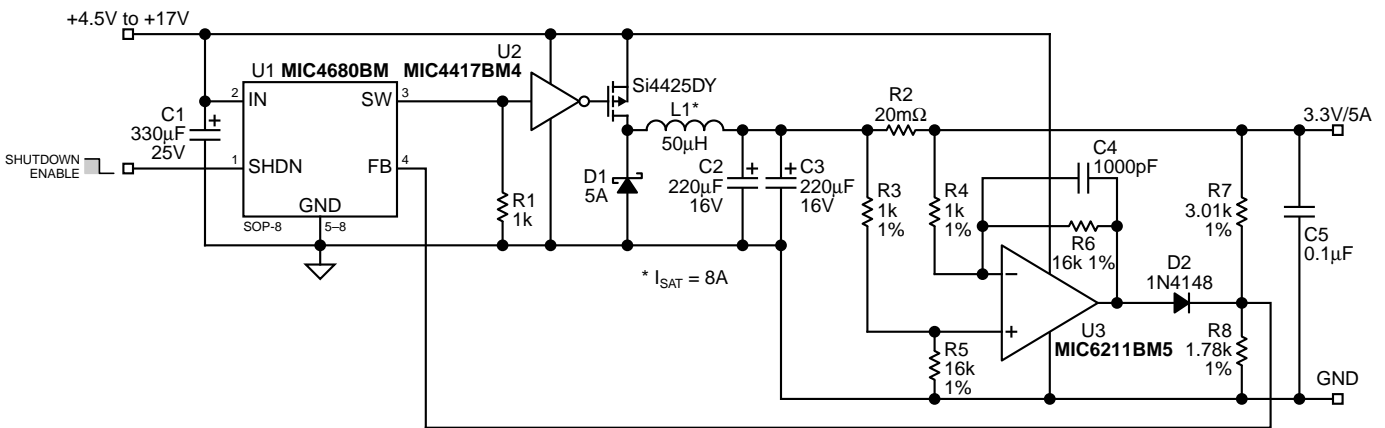 +4.5V to +17V
U1 MIC4680BM
U2
MIC4417BM4
Si4425DY
C1
330µF
25V
2
IN
SW
3
SHUTDOWN
ENABLE
1
SHDN
FB
4
GND
SOP-8
5–8
R1
1k
D1
5A
L1*
50µH
C2
220µF
16V
C3
220µF
16V
* ISAT = 8A
R2
20mΩ
R3
1k
1%
R4
1k
1%
C4
1000pF
R6
16k 1%
R5
16k
1%
−
+
U3
MIC6211BM5
D2
1N4148
R7
3.01k
1%
R8
1.78k
1%
C5
0.1µF
3.3V/5A
GND